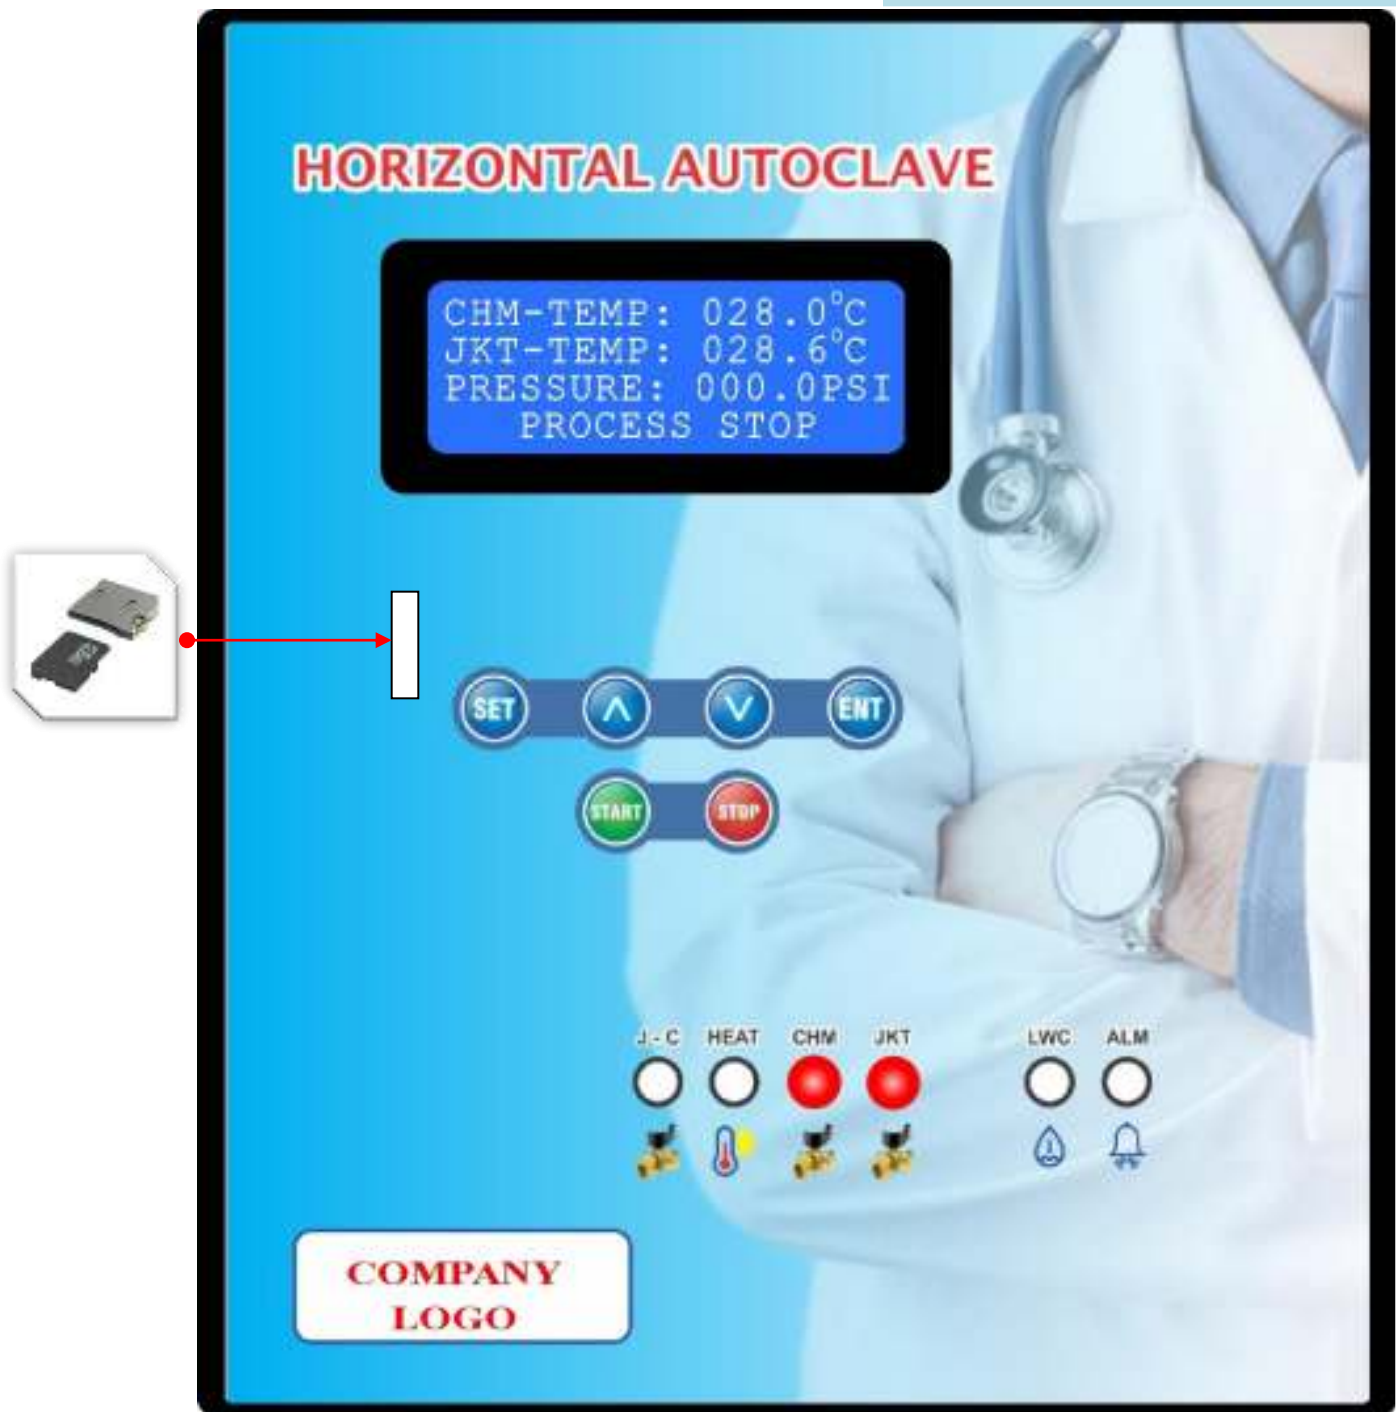 HORIZONTAL AUTOCLAVE
CHM-TEMP: 028.0°C
JKT-TEMP: 028.6°C
PRESSURE: 000.0PSI
PROCESS STOP
SET ENT
START STOP
J.-C HEAT CHM JKT LWC ALM
COMPANY
LOGO